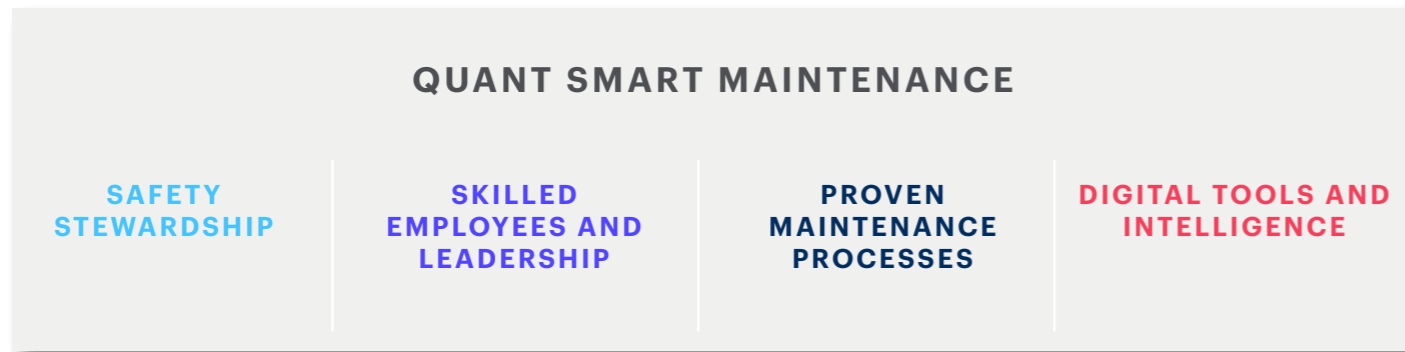 QUANT SMART MAINTENANCE
SAFETY
STEWARDSHIP
SKILLED
EMPLOYEES AND
LEADERSHIP
PROVEN
MAINTENANCE
PROCESSES
DIGITAL TOOLS AND
INTELLIGENCE